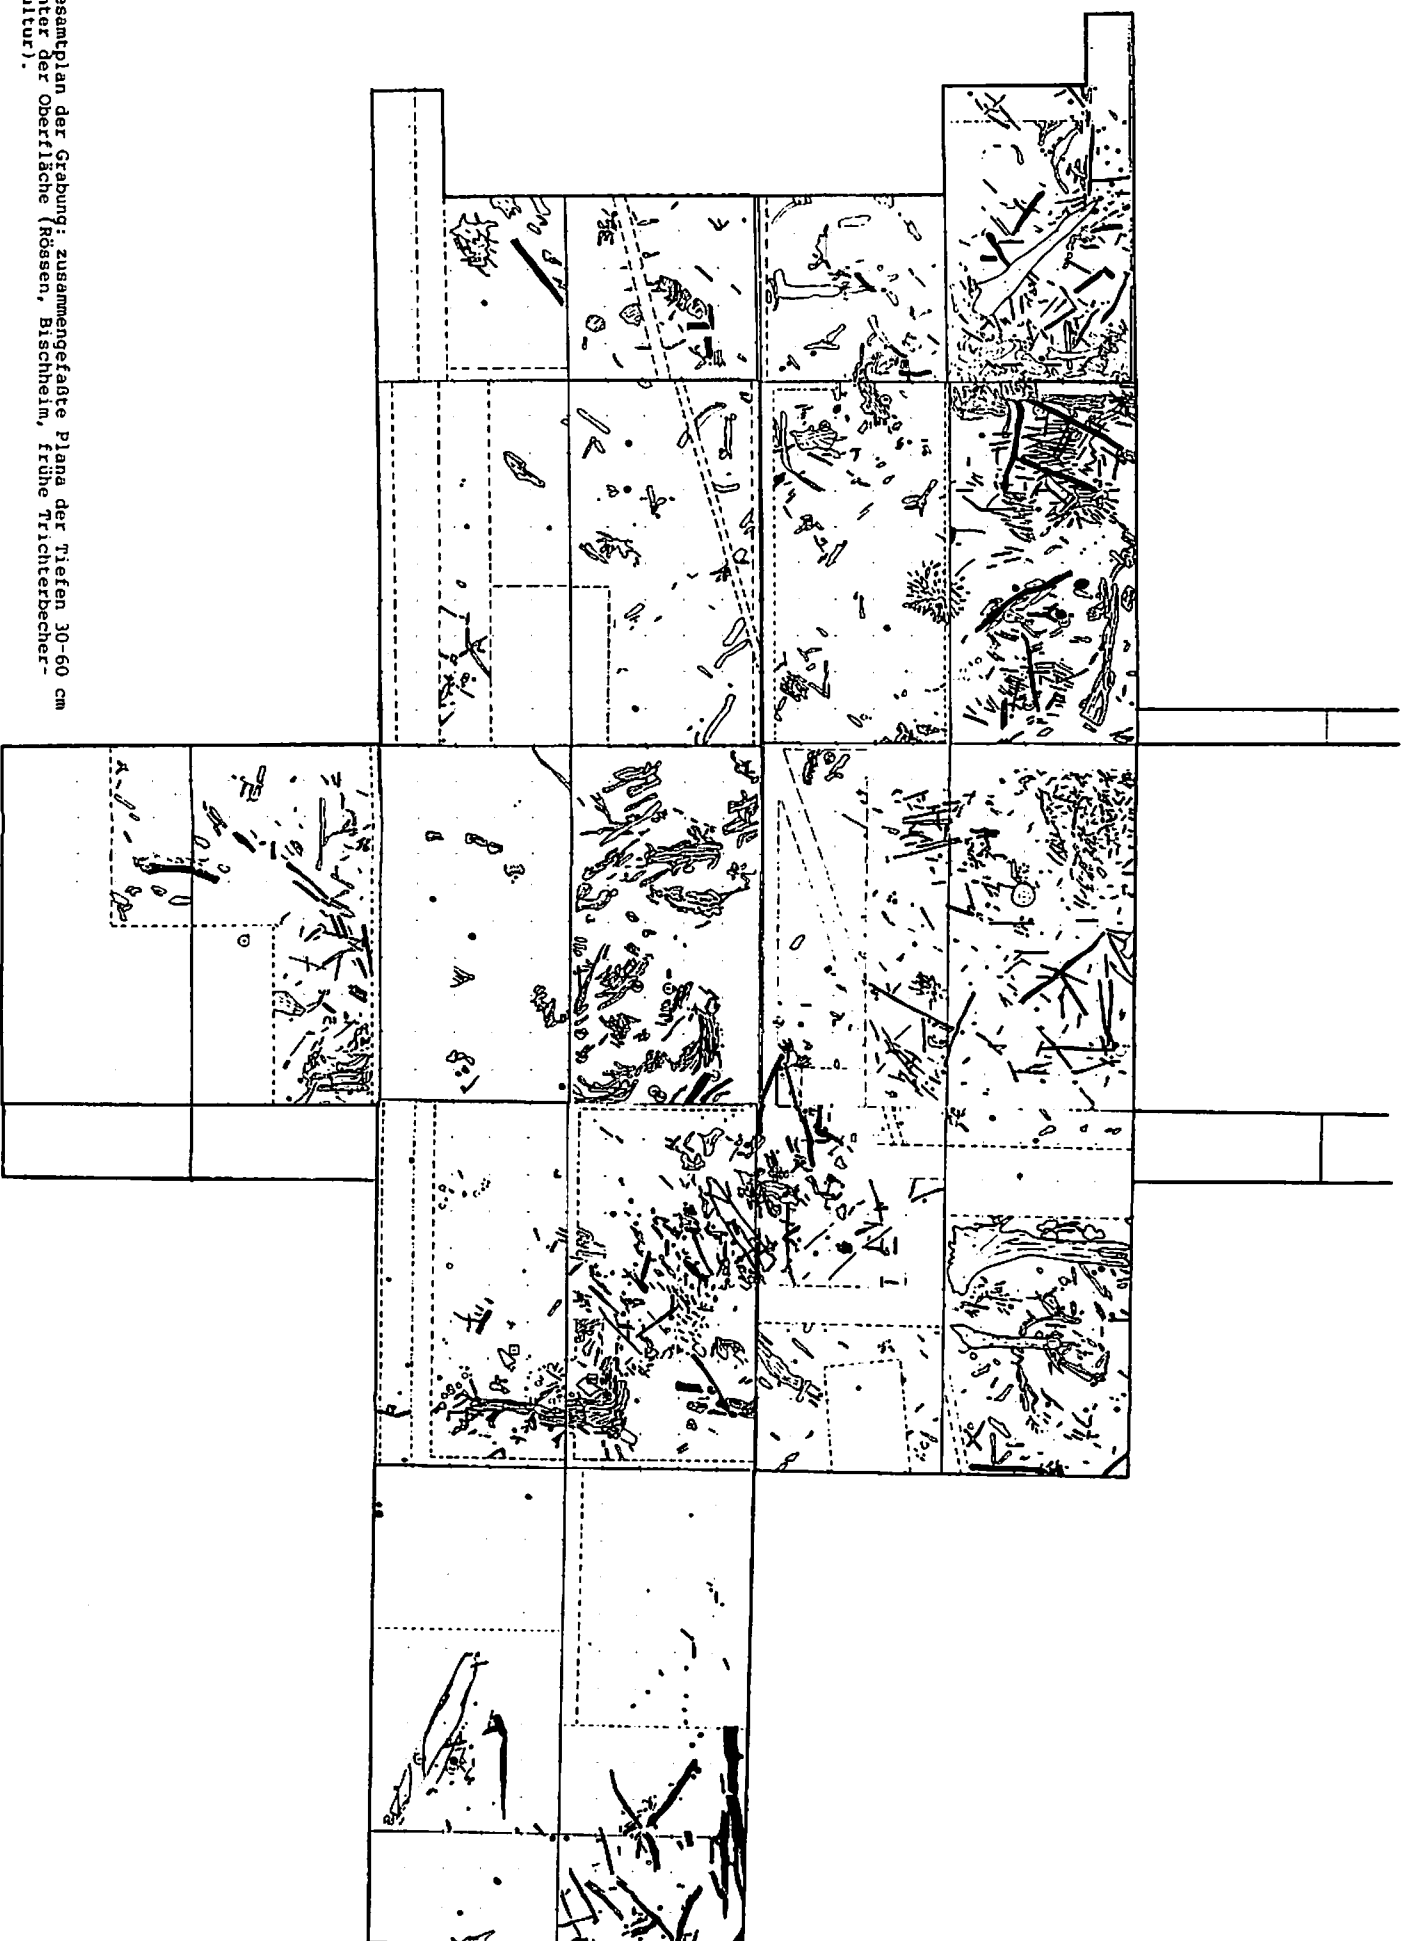 esamtplan der Grabung: zusammengefaßte Plana der Tiefen 30-60 cm
nter der Oberfläche (Rössen, Bischheim, frühe Trichterbecher-
ultur).